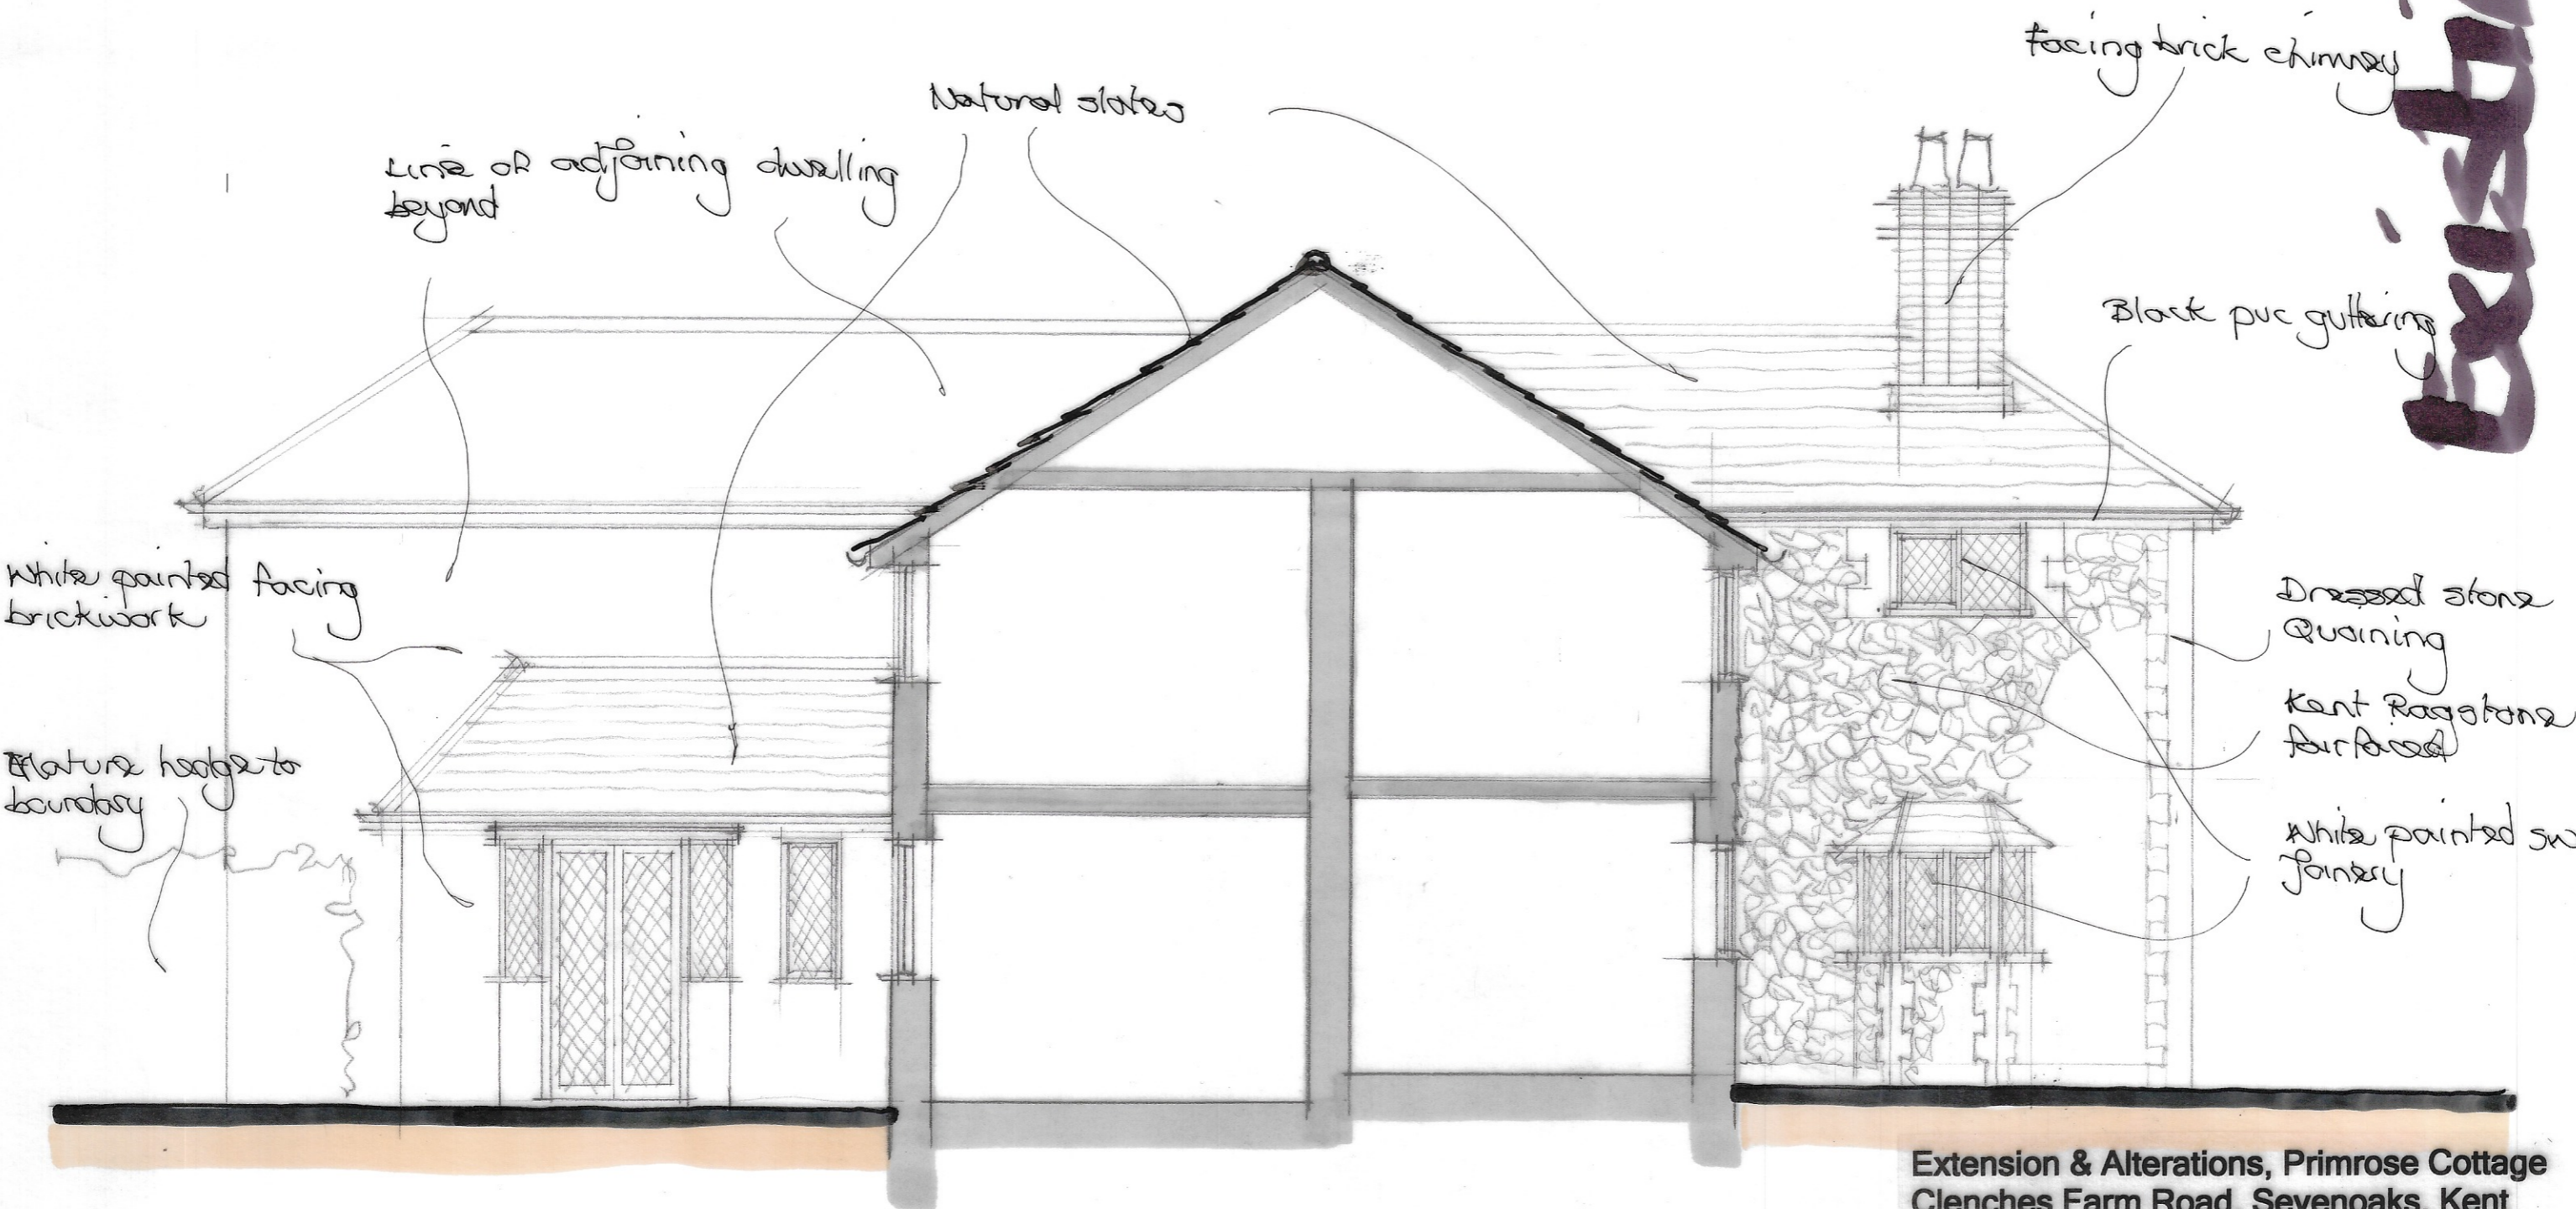 Existing
Facing brick chimney
Natural slates
Line of adjoining dwelling
beyond
Black pvc guttering
White painted facing
brickwork
Dressed stone
Quoining
Kent Ragstone
fairfaced
Mature hedge to
boundary
White painted sw
Joinery
Extension & Alterations, Primrose Cottage
Clenches Farm Road, Sevenoaks, Kent